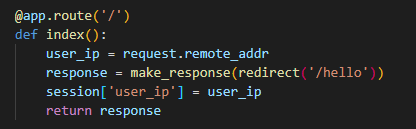 @app.route('/')
def index():
    user_ip = request.remote_addr
    response = make_response(redirect('/hello'))
    session['user_ip'] = user_ip
    return response